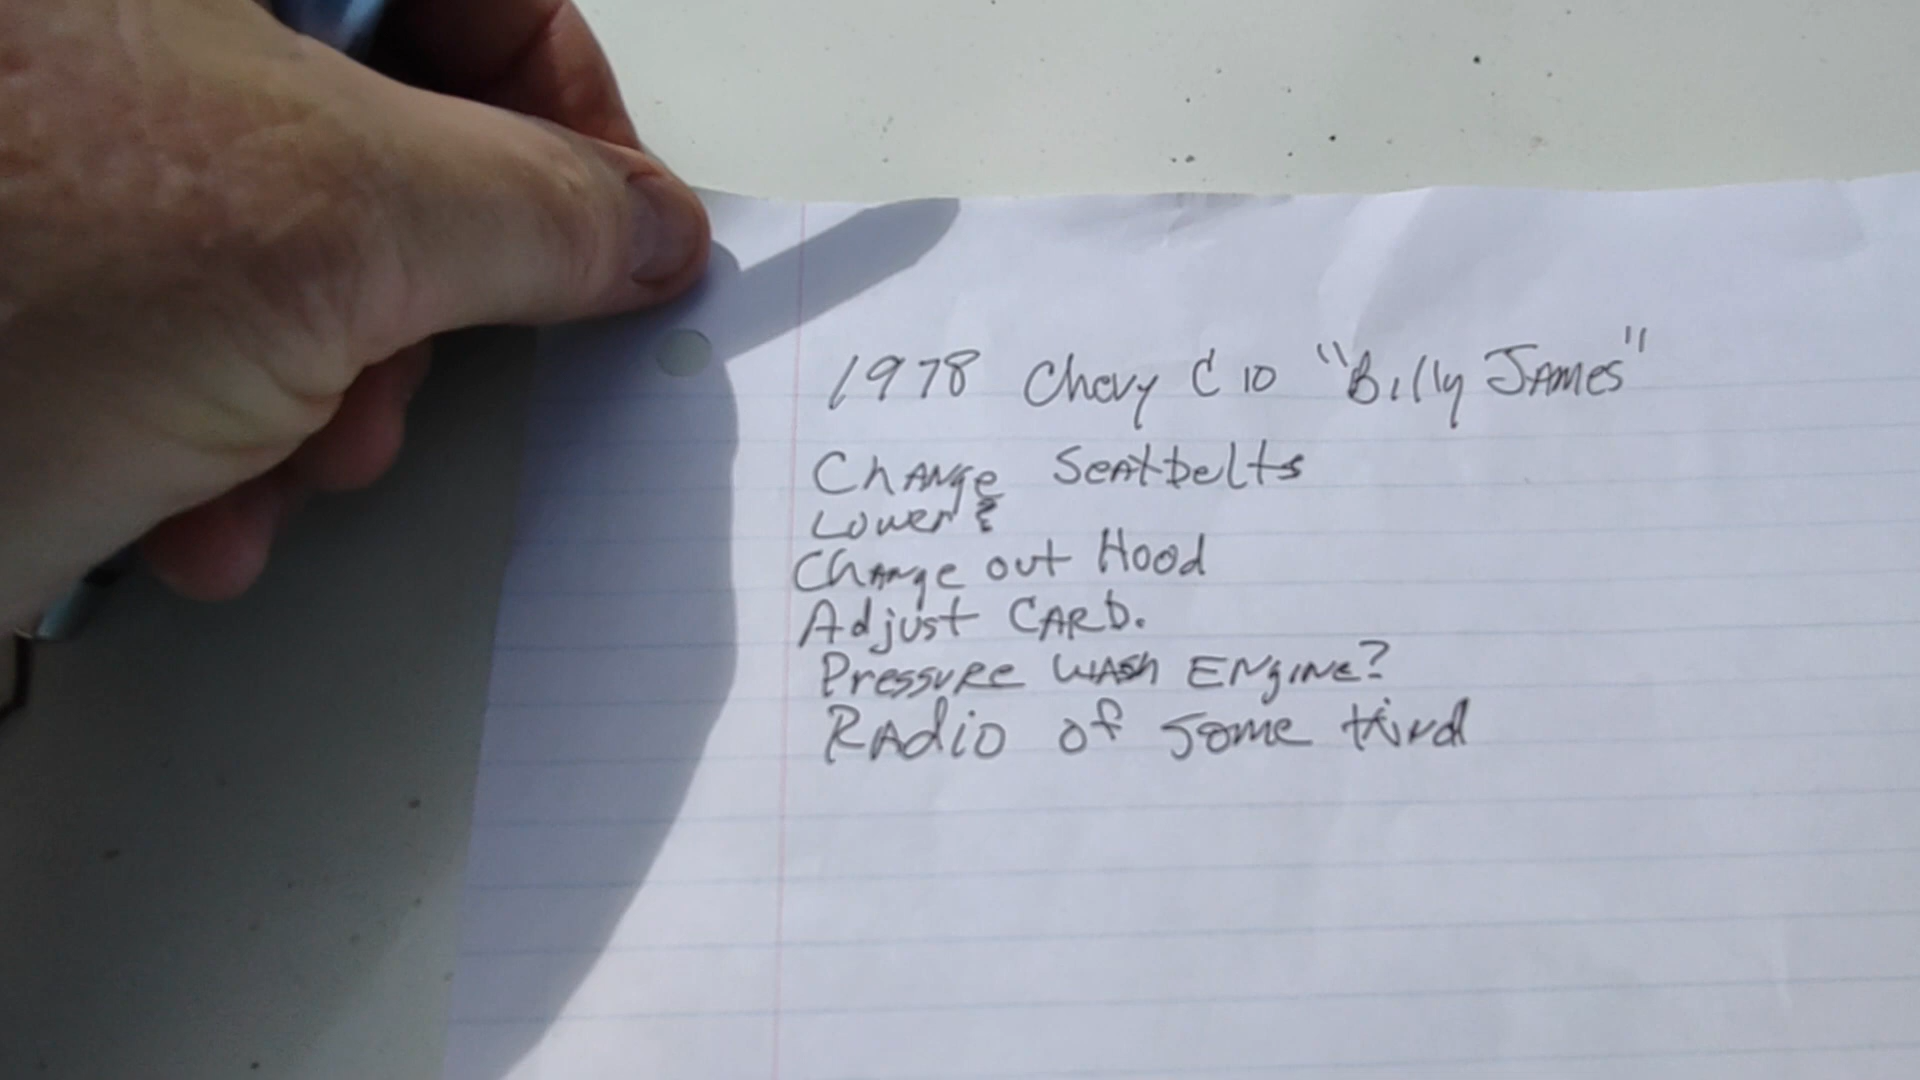 1978 Chevy C10 "Billy James"
Change Seatbelts
Lower &
Change out Hood
Adjust CARb.
Pressure WASh ENgiNe?
RAdio of some kind